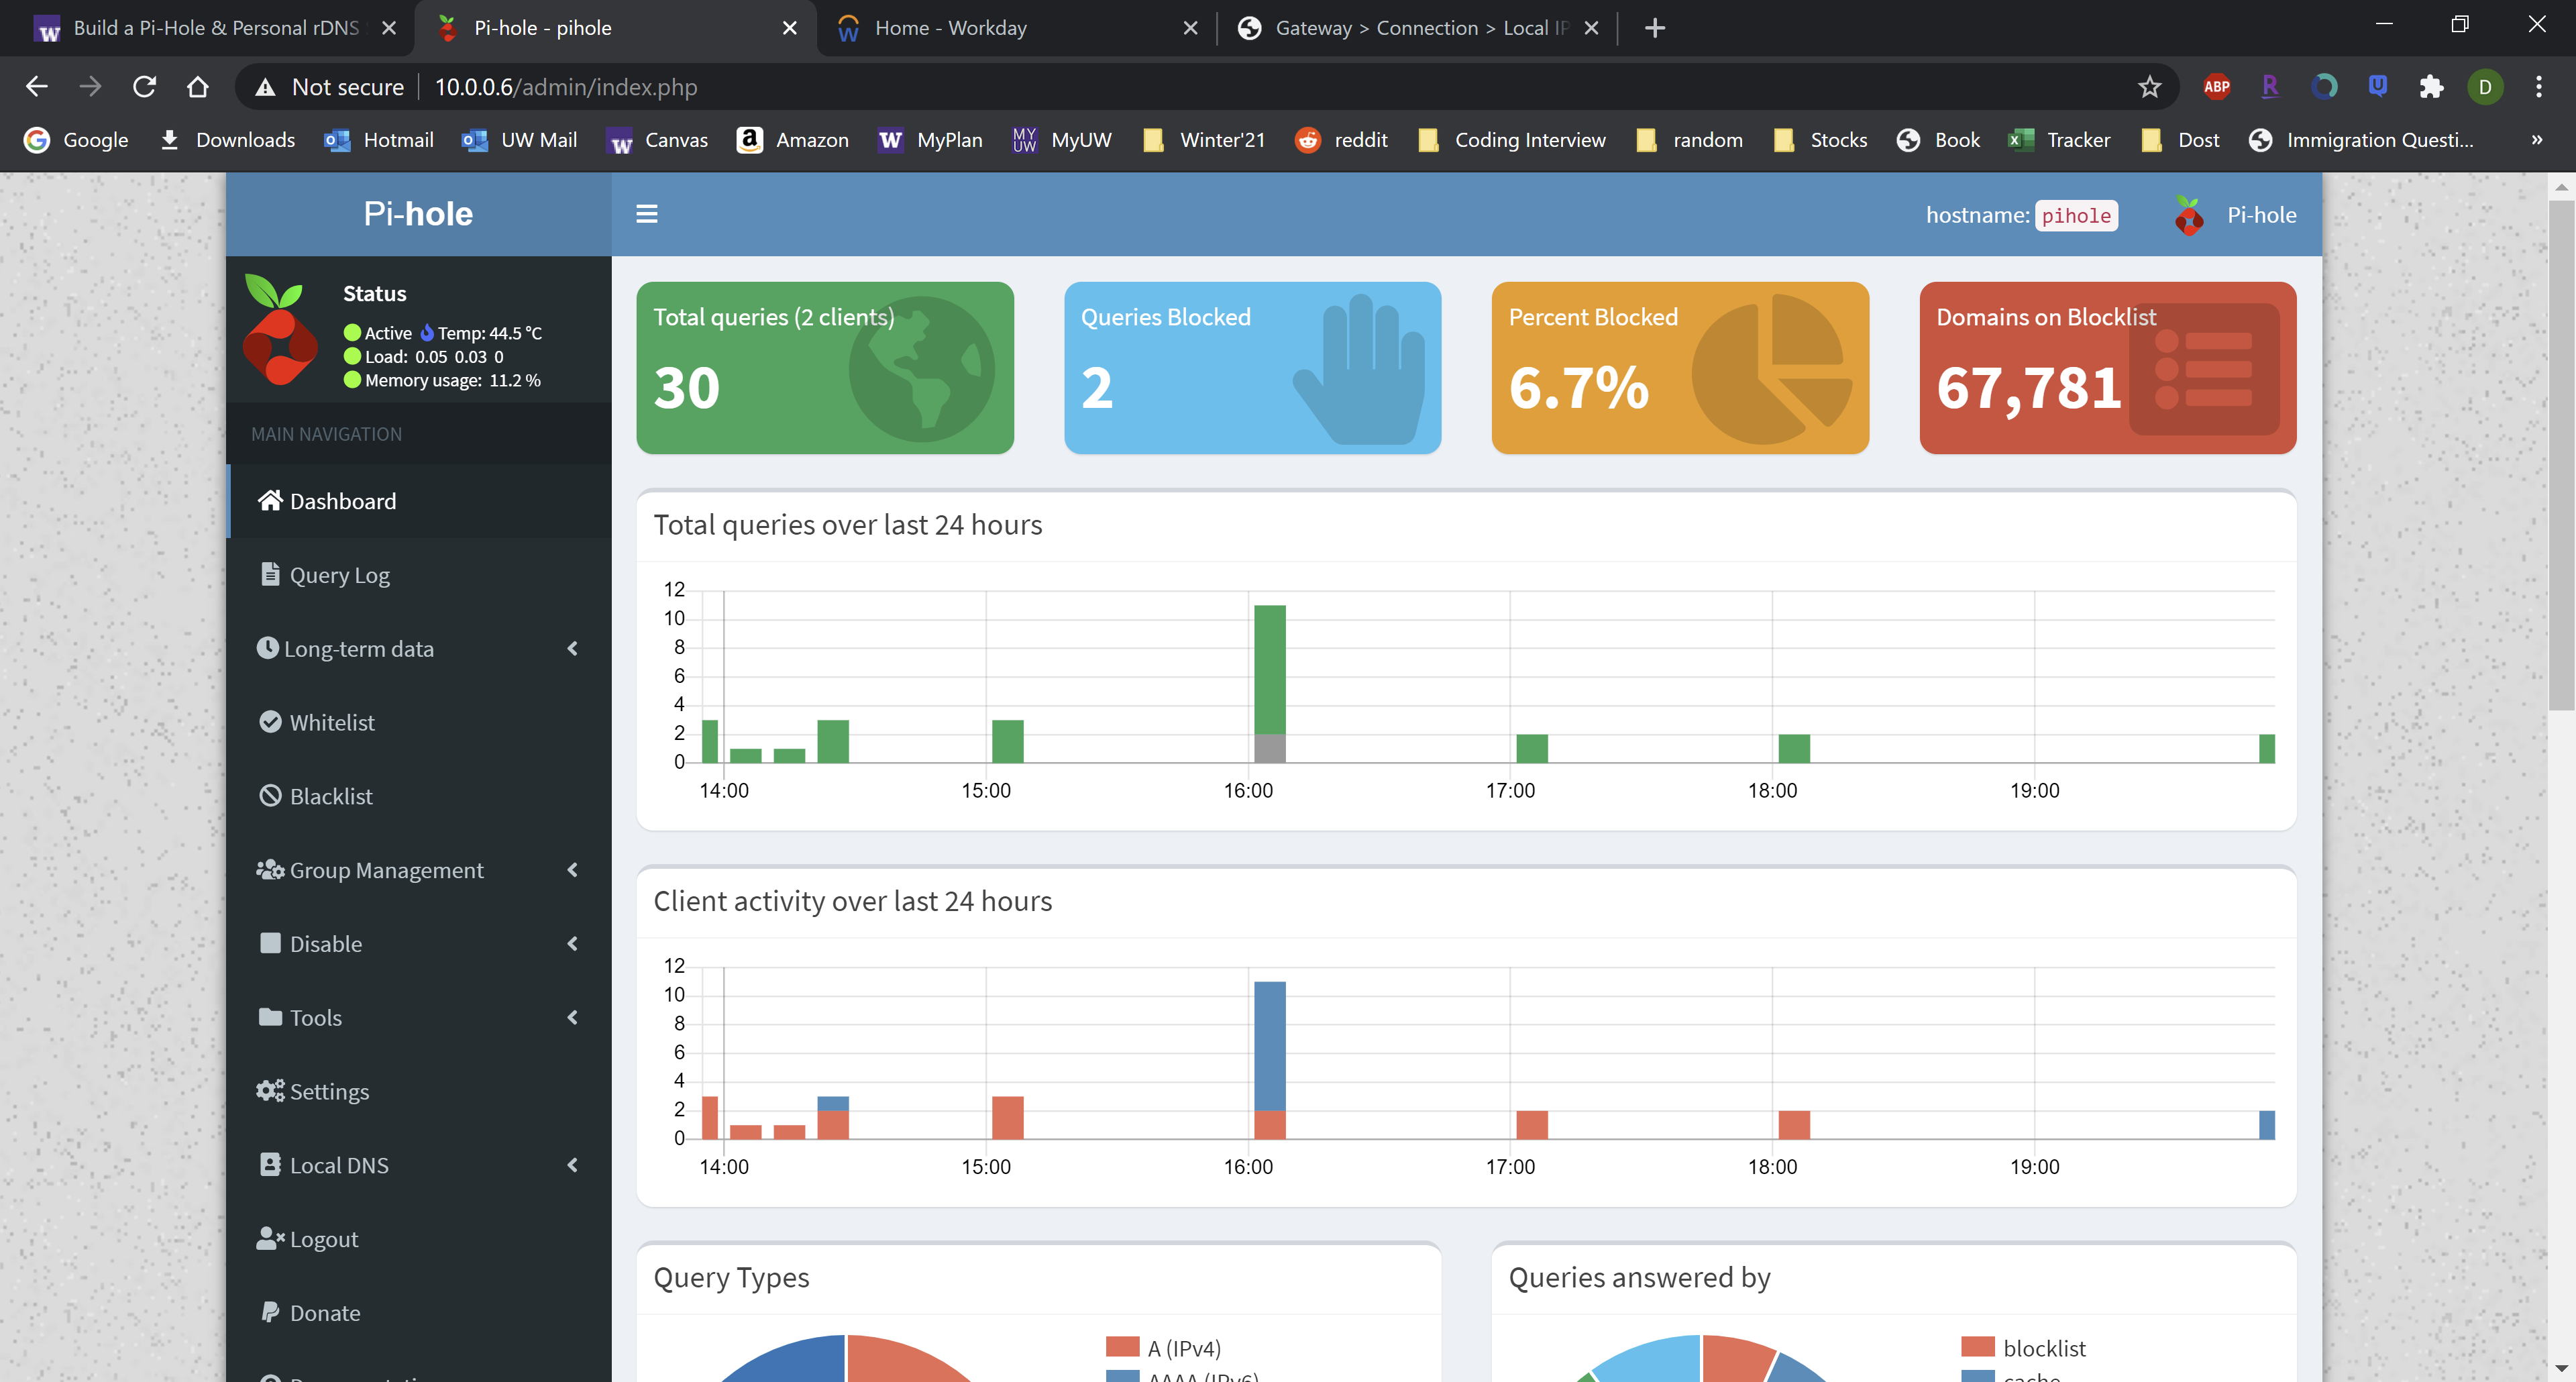 Build a Pi-Hole & Personal rDNS
Pi-hole - pihole
Home - Workday
Gateway > Connection > Local IP
Not secure
10.0.0.6/admin/index.php
ABP
D
Google
Downloads
Hotmail
UW Mail
Canvas
Amazon
MyPlan
MY UW
MyUW
Winter'21
reddit
Coding Interview
random
Stocks
Book
Tracker
Dost
Immigration Questi...
»
Pi-hole
hostname: pihole
Pi-hole
Status
Active Temp: 44.5 °C
Load: 0.05 0.03 0
Memory usage: 11.2 %
MAIN NAVIGATION
Dashboard
Query Log
Long-term data
Whitelist
Blacklist
Group Management
Disable
Tools
Settings
Local DNS
Logout
Donate
Total queries (2 clients)
30
Queries Blocked
2
Percent Blocked
6.7%
Domains on Blocklist
67,781
Total queries over last 24 hours
12
10
8
6
4
2
0
14:00 15:00 16:00 17:00 18:00 19:00
Client activity over last 24 hours
12
10
8
6
4
2
0
14:00 15:00 16:00 17:00 18:00 19:00
Query Types
A (IPv4)
AAAA (IPv6)
Queries answered by
blocklist
cache